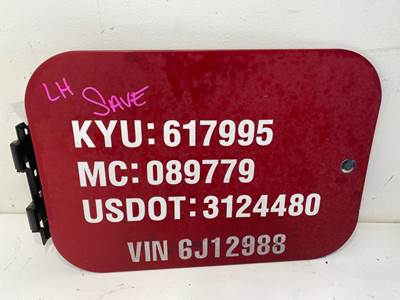 LH SAVE
KYU: 617995
MC: 089779
USDOT: 3124480
VIN 6J12988